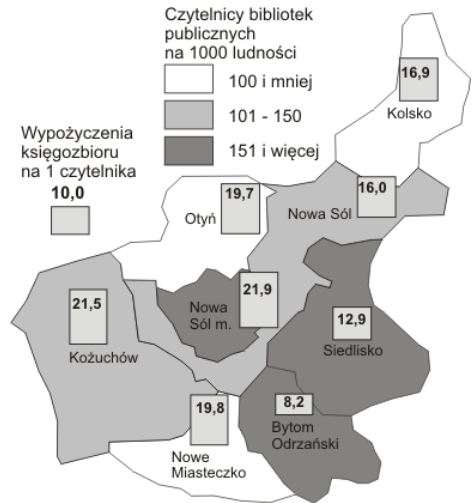 Czytelnicy bibliotek
publicznych
na 1000 ludności
100 i mniej
101 - 150
151 i więcej
Wypożyczenia
księgozbioru
na 1 czytelnika
10,0
16,9
Kolsko
19,7
Otyń
16,0
Nowa Sól
21,9
Nowa
Sól m.
21,5
Kożuchów
12,9
Siedlisko
8,2
Bytom
Odrzański
19,8
Nowe
Miasteczko